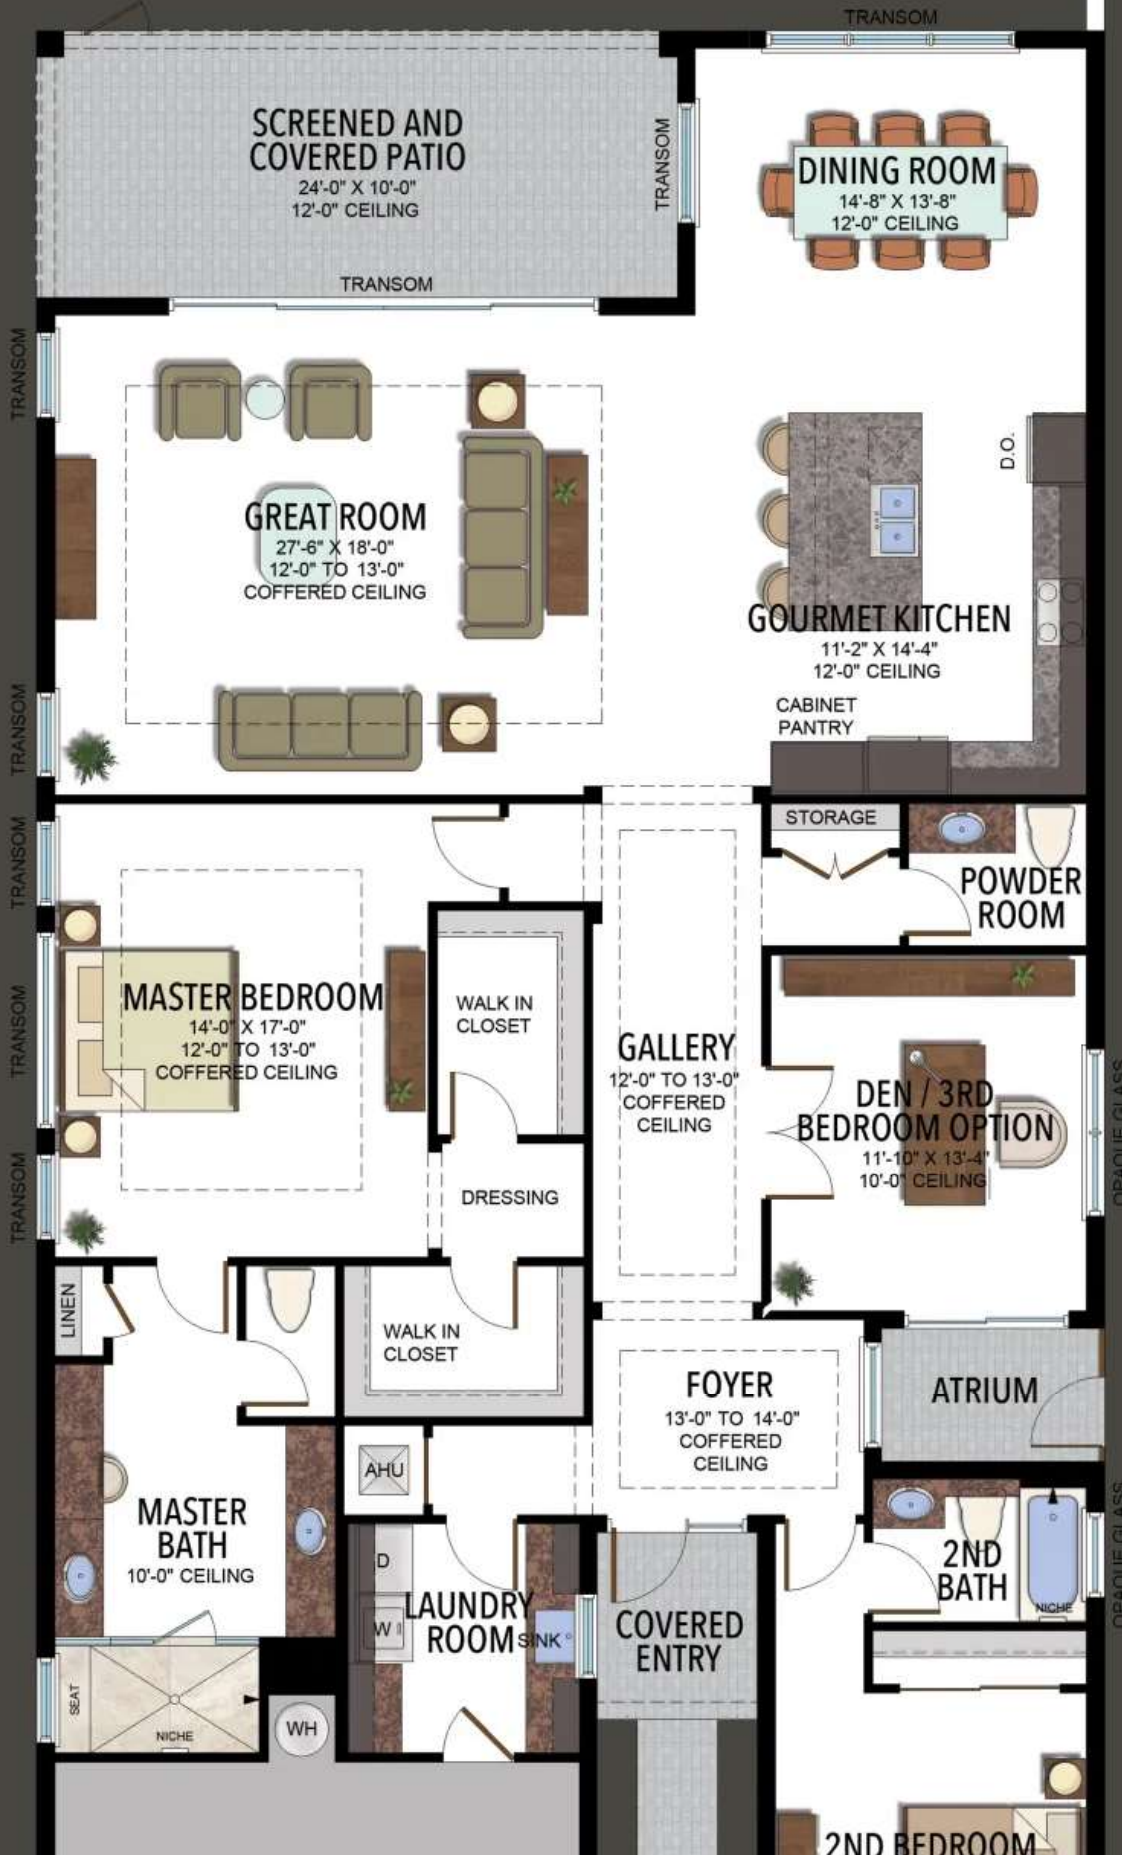 TRANSOM
SCREENED AND
COVERED PATIO
24'-0" X 10'-0"
12'-0" CEILING
TRANSOM
DINING ROOM
14'-8" X 13'-8"
12'-0" CEILING
TRANSOM
TRANSOM
GREAT ROOM
27'-6" X 18'-0"
12'-0" TO 13'-0"
COFFERED CEILING
D.O.
GOURMET KITCHEN
11'-2" X 14'-4"
12'-0" CEILING
CABINET
PANTRY
TRANSOM
TRANSOM
STORAGE
POWDER
ROOM
MASTER BEDROOM
14'-0" X 17'-0"
12'-0" TO 13'-0"
COFFERED CEILING
TRANSOM
WALK IN
CLOSET
GALLERY
12'-0" TO 13'-0"
COFFERED
CEILING
DEN / 3RD
BEDROOM OPTION
11'-10" X 13'-4"
10'-0" CEILING
OPAQUE GLASS
TRANSOM
DRESSING
LINEN
WALK IN
CLOSET
FOYER
13'-0" TO 14'-0"
COFFERED
CEILING
ATRIUM
AHU
MASTER
BATH
10'-0" CEILING
D
W
LAUNDRY
ROOM
SINK
COVERED
ENTRY
2ND
BATH
NICHE
OPAQUE GLASS
SEAT
NICHE
WH
2ND BEDROOM